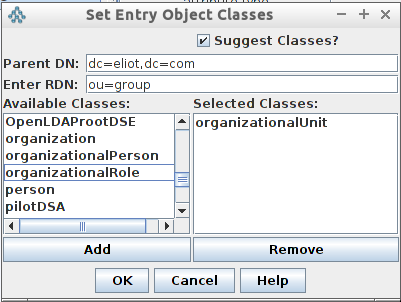 Set Entry Object Classes
Suggest Classes?
Parent DN: dc=eliot,dc=com
Enter RDN: ou=group
Available Classes:
OpenLDAProotDSE
organization
organizationalPerson
organizationalRole
person
pilotDSA
Selected Classes:
organizationalUnit
Add
Remove
OK
Cancel
Help